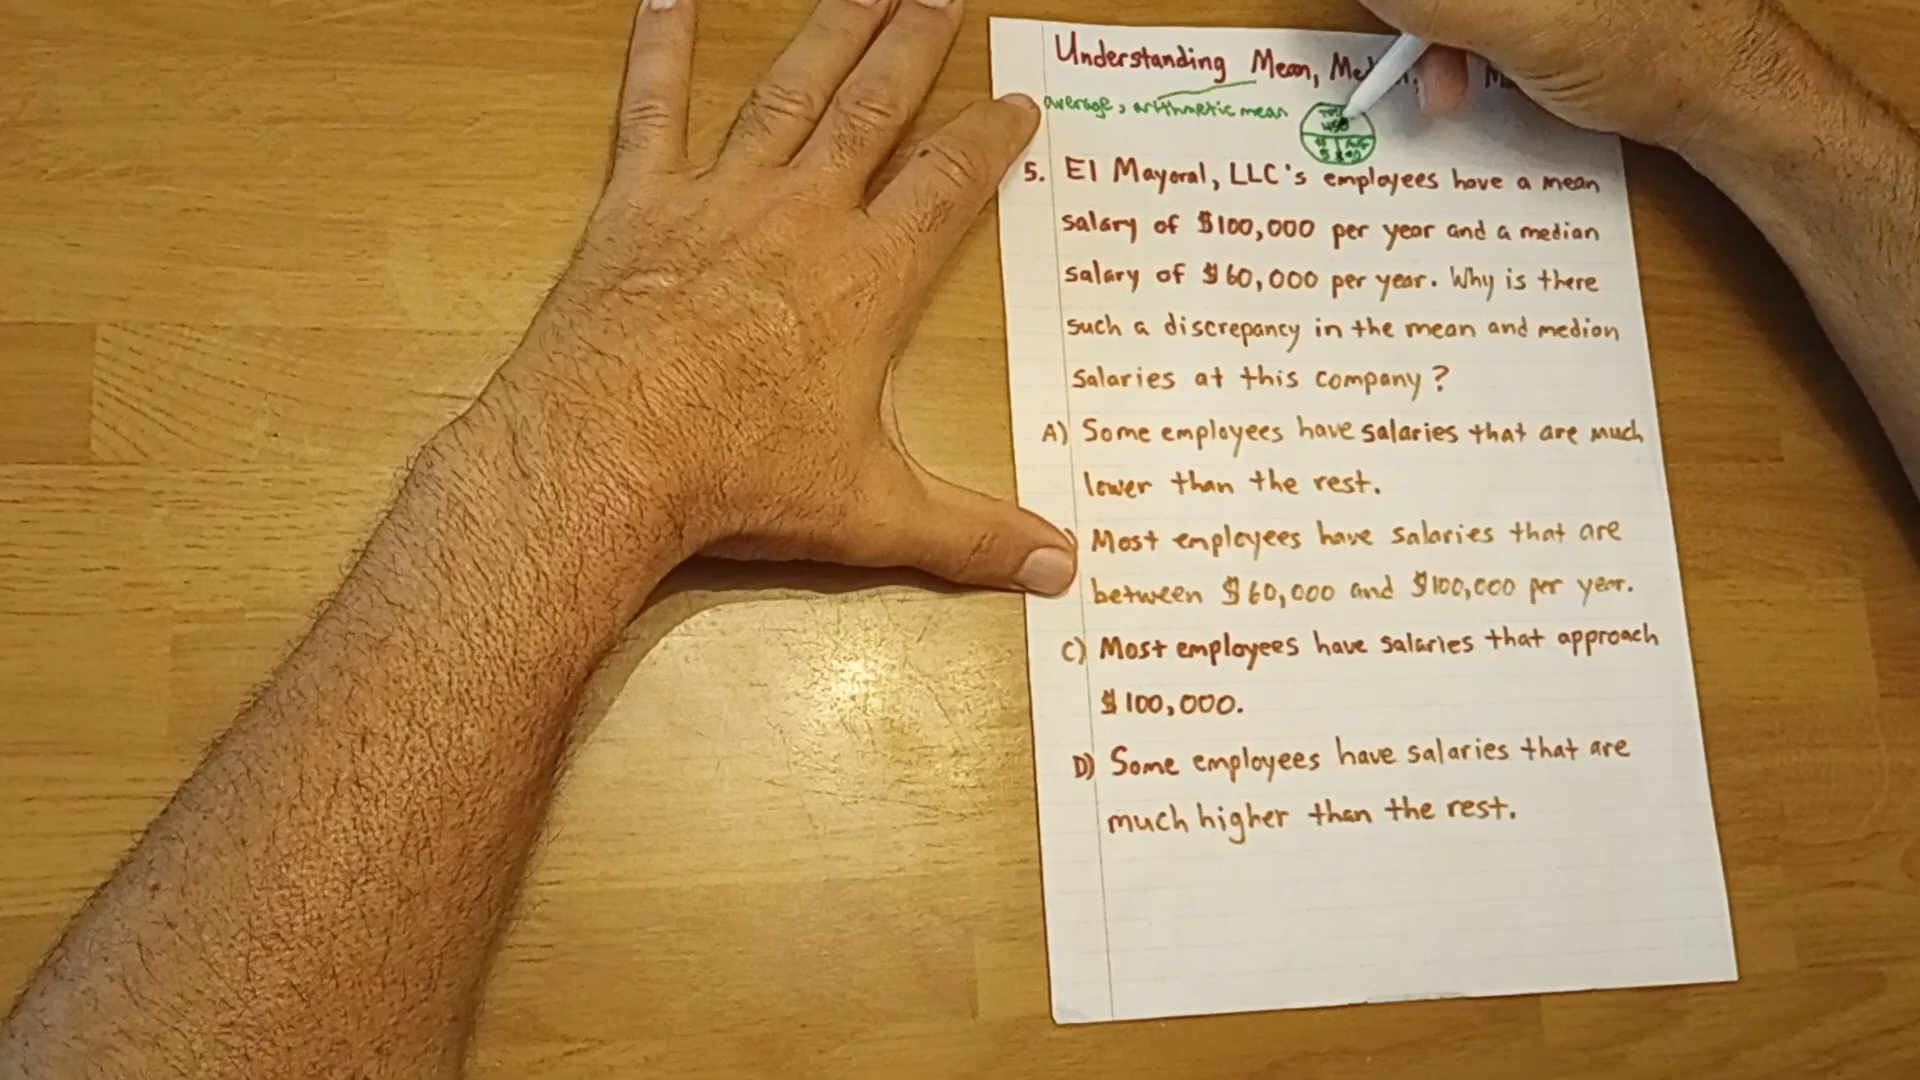 Understanding Mean,
average, arithmetic mean
5. El Mayoral, LLC's employees have a mean
salary of $100,000 per year and a median
salary of $60,000 per year. Why is there
such a discrepancy in the mean and median
salaries at this company?
A) Some employees have salaries that are much
lower than the rest.
) Most employees have salaries that are
between $60,000 and $100,000 per year.
C) Most employees have salaries that approach
$100,000.
D) Some employees have salaries that are
much higher than the rest.